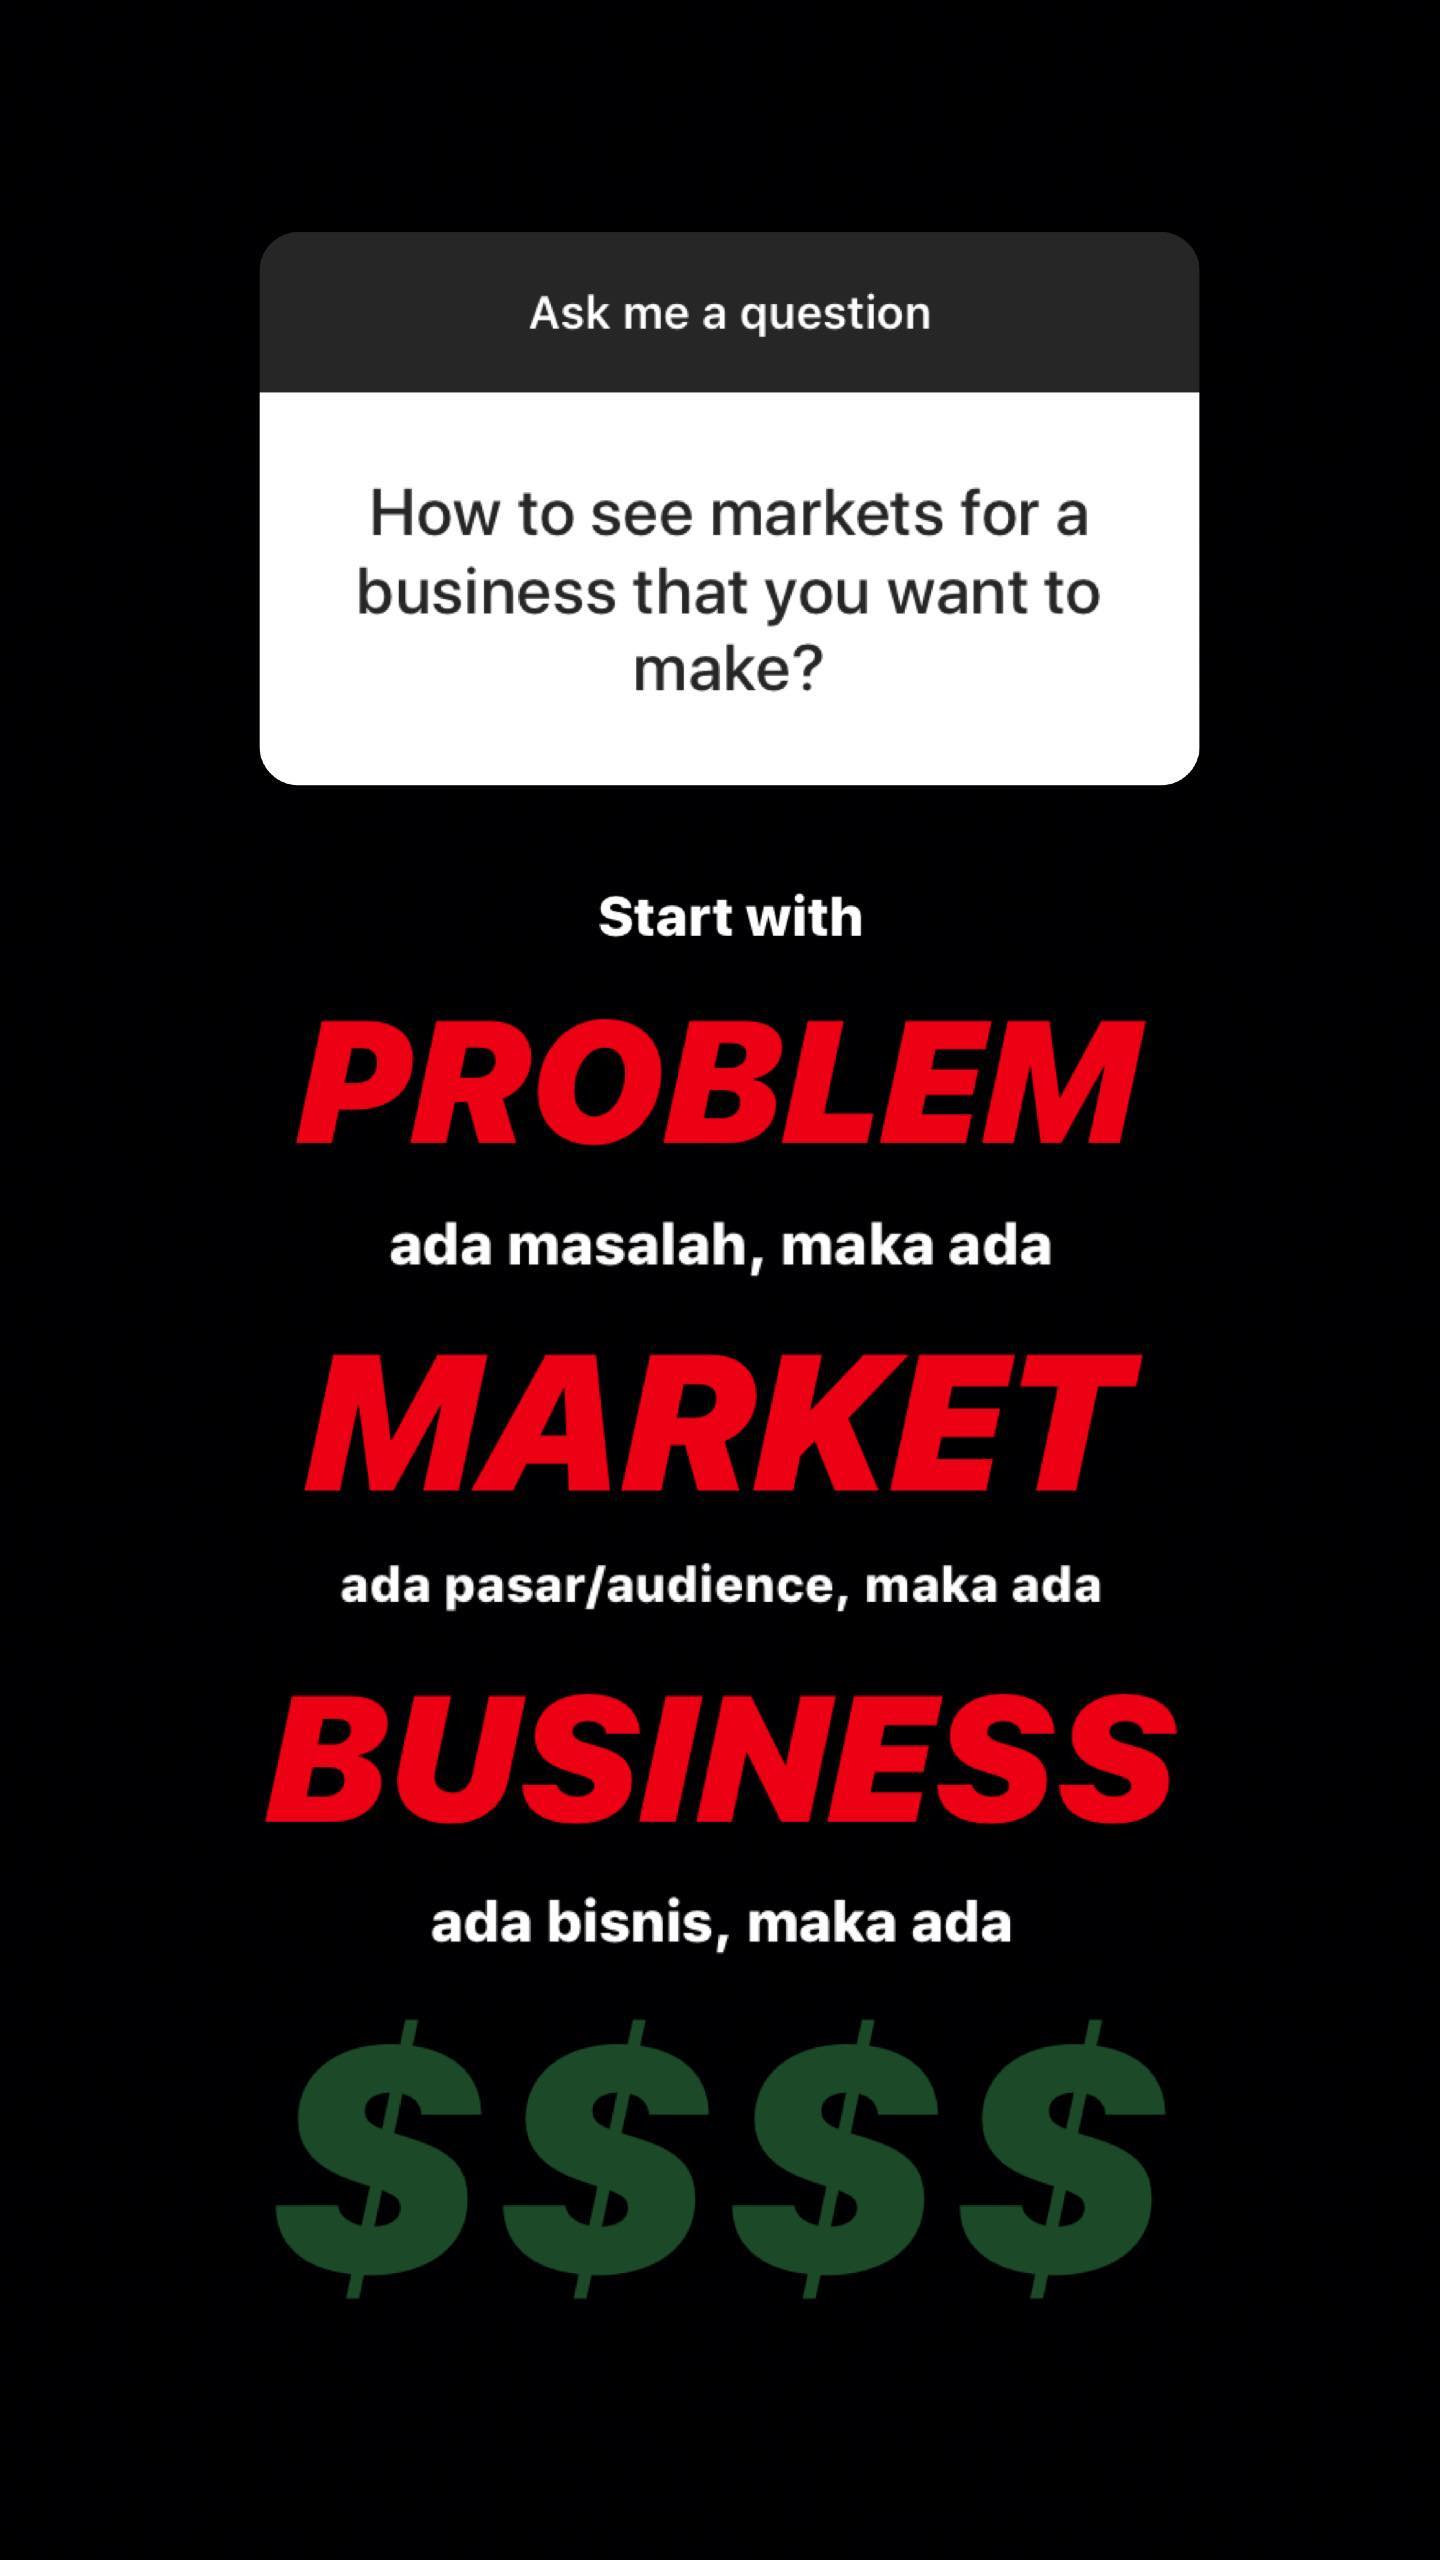 Ask me a question
How to see markets for a
business that you want to
make?
Start with
PROBLEM
ada masalah, maka ada
MARKET
ada pasar/audience, maka ada
BUSINESS
ada bisnis, maka ada
$$$$